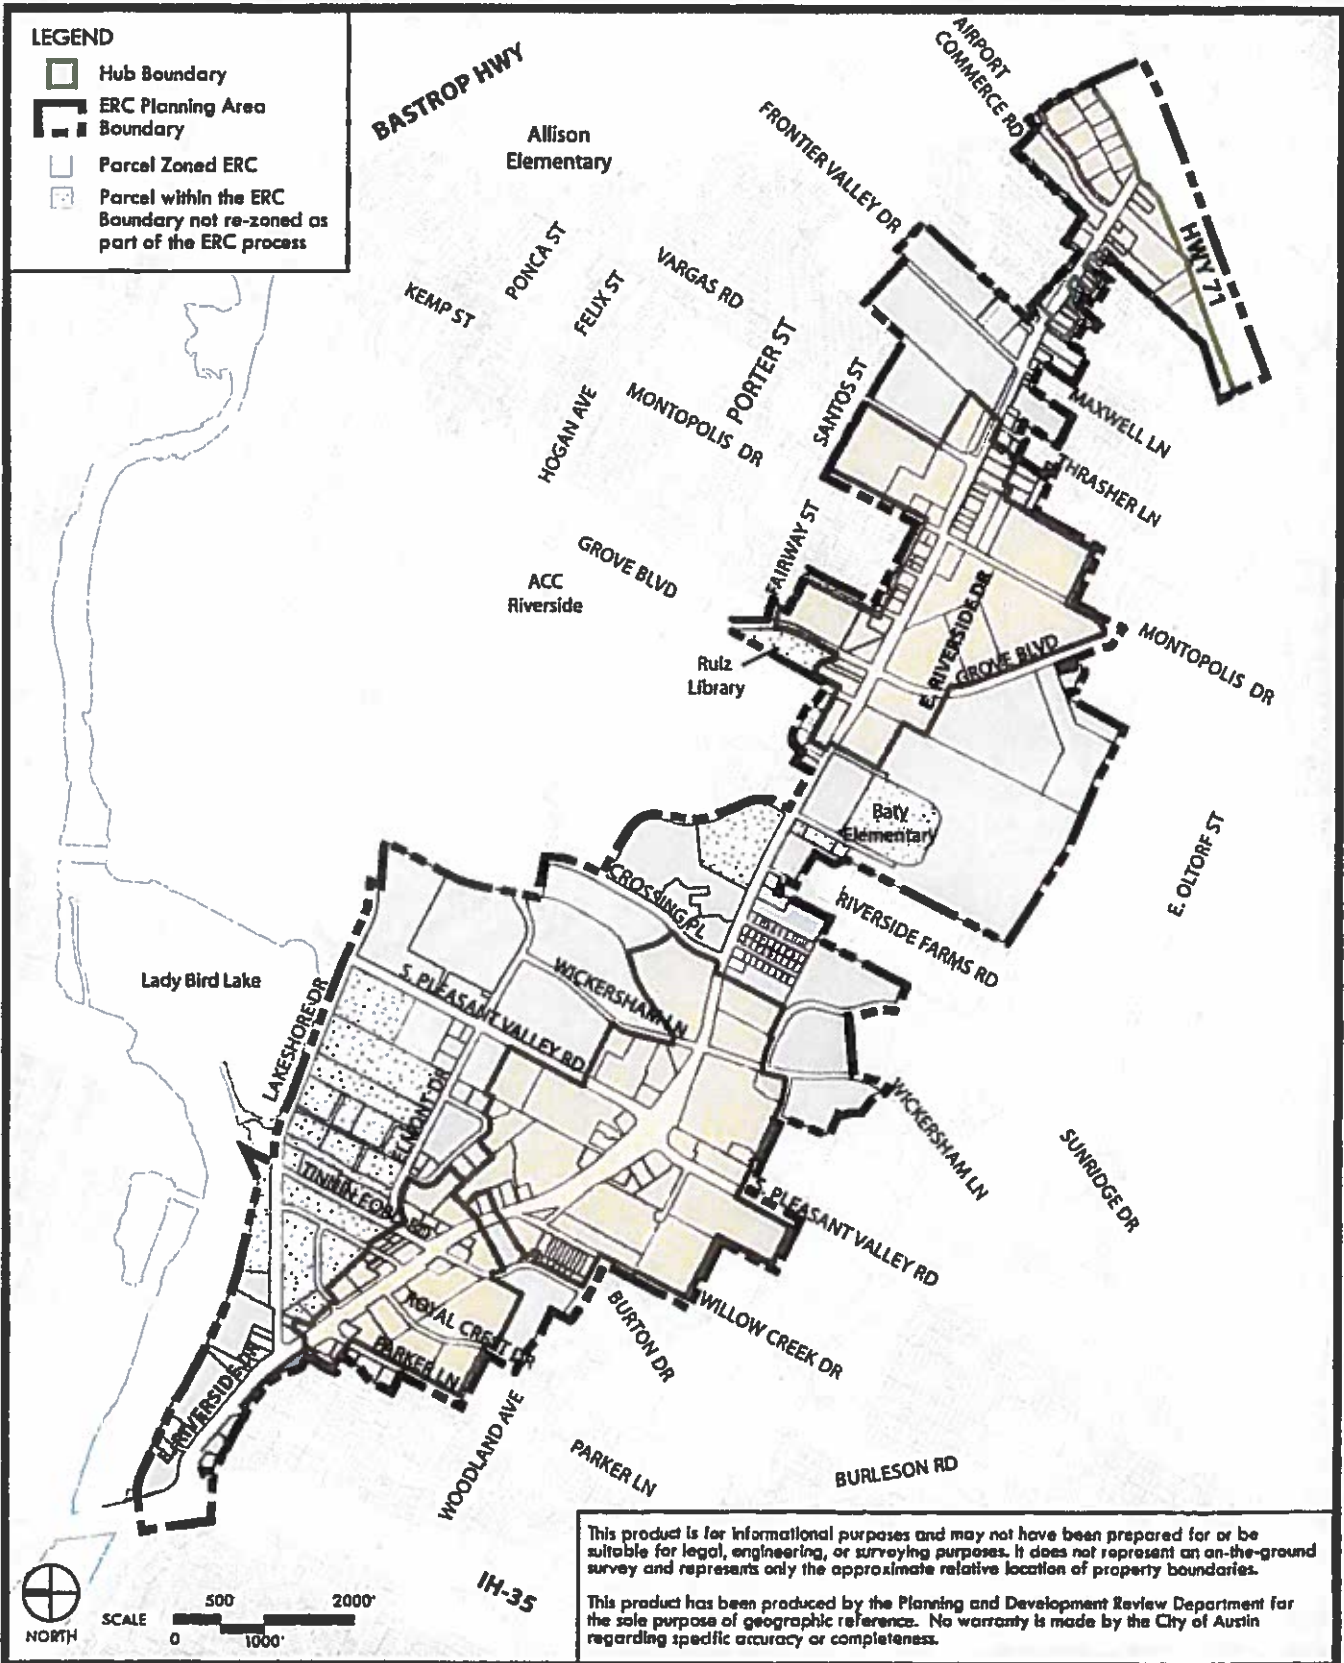 LEGEND
Hub Boundary
ERC Planning Area
Boundary
Parcel Zoned ERC
Parcel within the ERC
Boundary not re-zoned as
part of the ERC process
BASTROP HWY
Allison
Elementary
AIRPORT
COMMERCE RD
FRONTIER VALLEY DR
HWY 71
PONCA ST
KEMP ST
FELIX ST
VARGAS RD
PORTER ST
SANTOS ST
HOGAN AVE
MONTOPOLIS DR
MAXWELL LN
THRASHER LN
FAIRWAY ST
GROVE BLVD
ACC
Riverside
E. RIVERSIDE DR
GROVE BLVD
MONTOPOLIS DR
Ruiz
Library
Baty
Elementary
E. OLTORF ST
CROSSING PL
RIVERSIDE FARMS RD
Lady Bird Lake
LAKESHORE DR
S. PLEASANT VALLEY RD
WICKERSHAM LN
ELMONT DR
WICKERSHAM LN
SUNRIDGE DR
TINNIN FORD RD
PLEASANT VALLEY RD
WILLOW CREEK DR
BURTON DR
ROYAL CREST DR
PARKER LN
E. RIVERSIDE DR
WOODLAND AVE
PARKER LN
BURLESON RD
IH-35
NORTH
SCALE
500
2000'
0
1000'
This product is for informational purposes and may not have been prepared for or be
suitable for legal, engineering, or surveying purposes. It does not represent an on-the-ground
survey and represents only the approximate relative location of property boundaries.
This product has been produced by the Planning and Development Review Department for
the sole purpose of geographic reference. No warranty is made by the City of Austin
regarding specific accuracy or completeness.